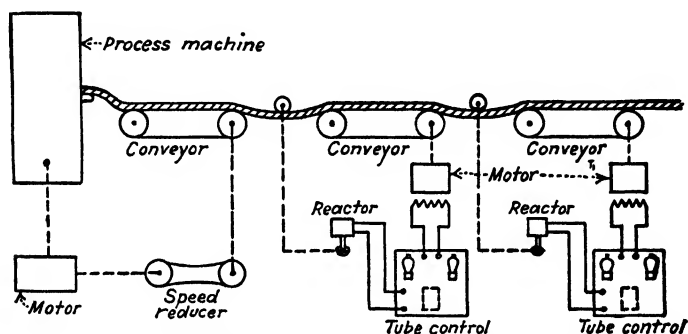 Process machine
Conveyor
Conveyor
Conveyor
Motor
Reactor
Reactor
Motor
Speed
reducer
Tube control
Tube control